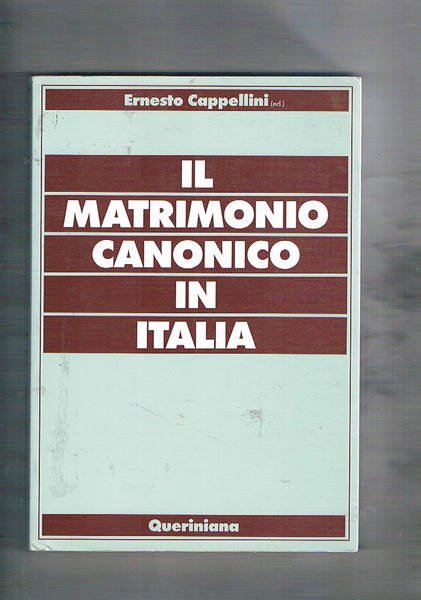 Ernesto Cappellini (ed.)
IL
MATRIMONIO
CANONICO
IN
ITALIA
Queriniana